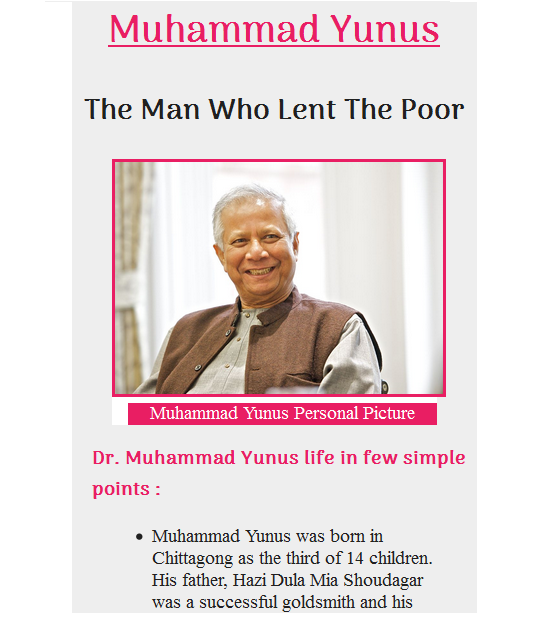 Muhammad Yunus
The Man Who Lent The Poor
Muhammad Yunus Personal Picture
Dr. Muhammad Yunus life in few simple
points :
• Muhammad Yunus was born in
Chittagong as the third of 14 children.
His father, Hazi Dula Mia Shoudagar
was a successful goldsmith and his